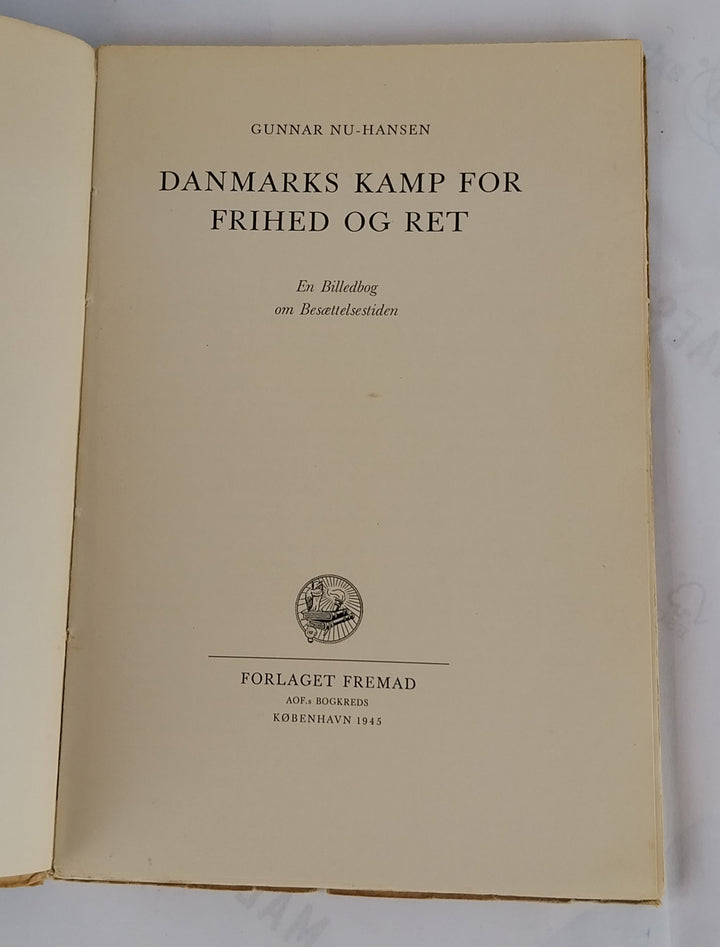 GUNNAR NU-HANSEN
DANMARKS KAMP FOR
FRIHED OG RET
En Billedbog
om Besættelsestiden
FORLAGET FREMAD
AOF.s BOGKREDS
KØBENHAVN 1945